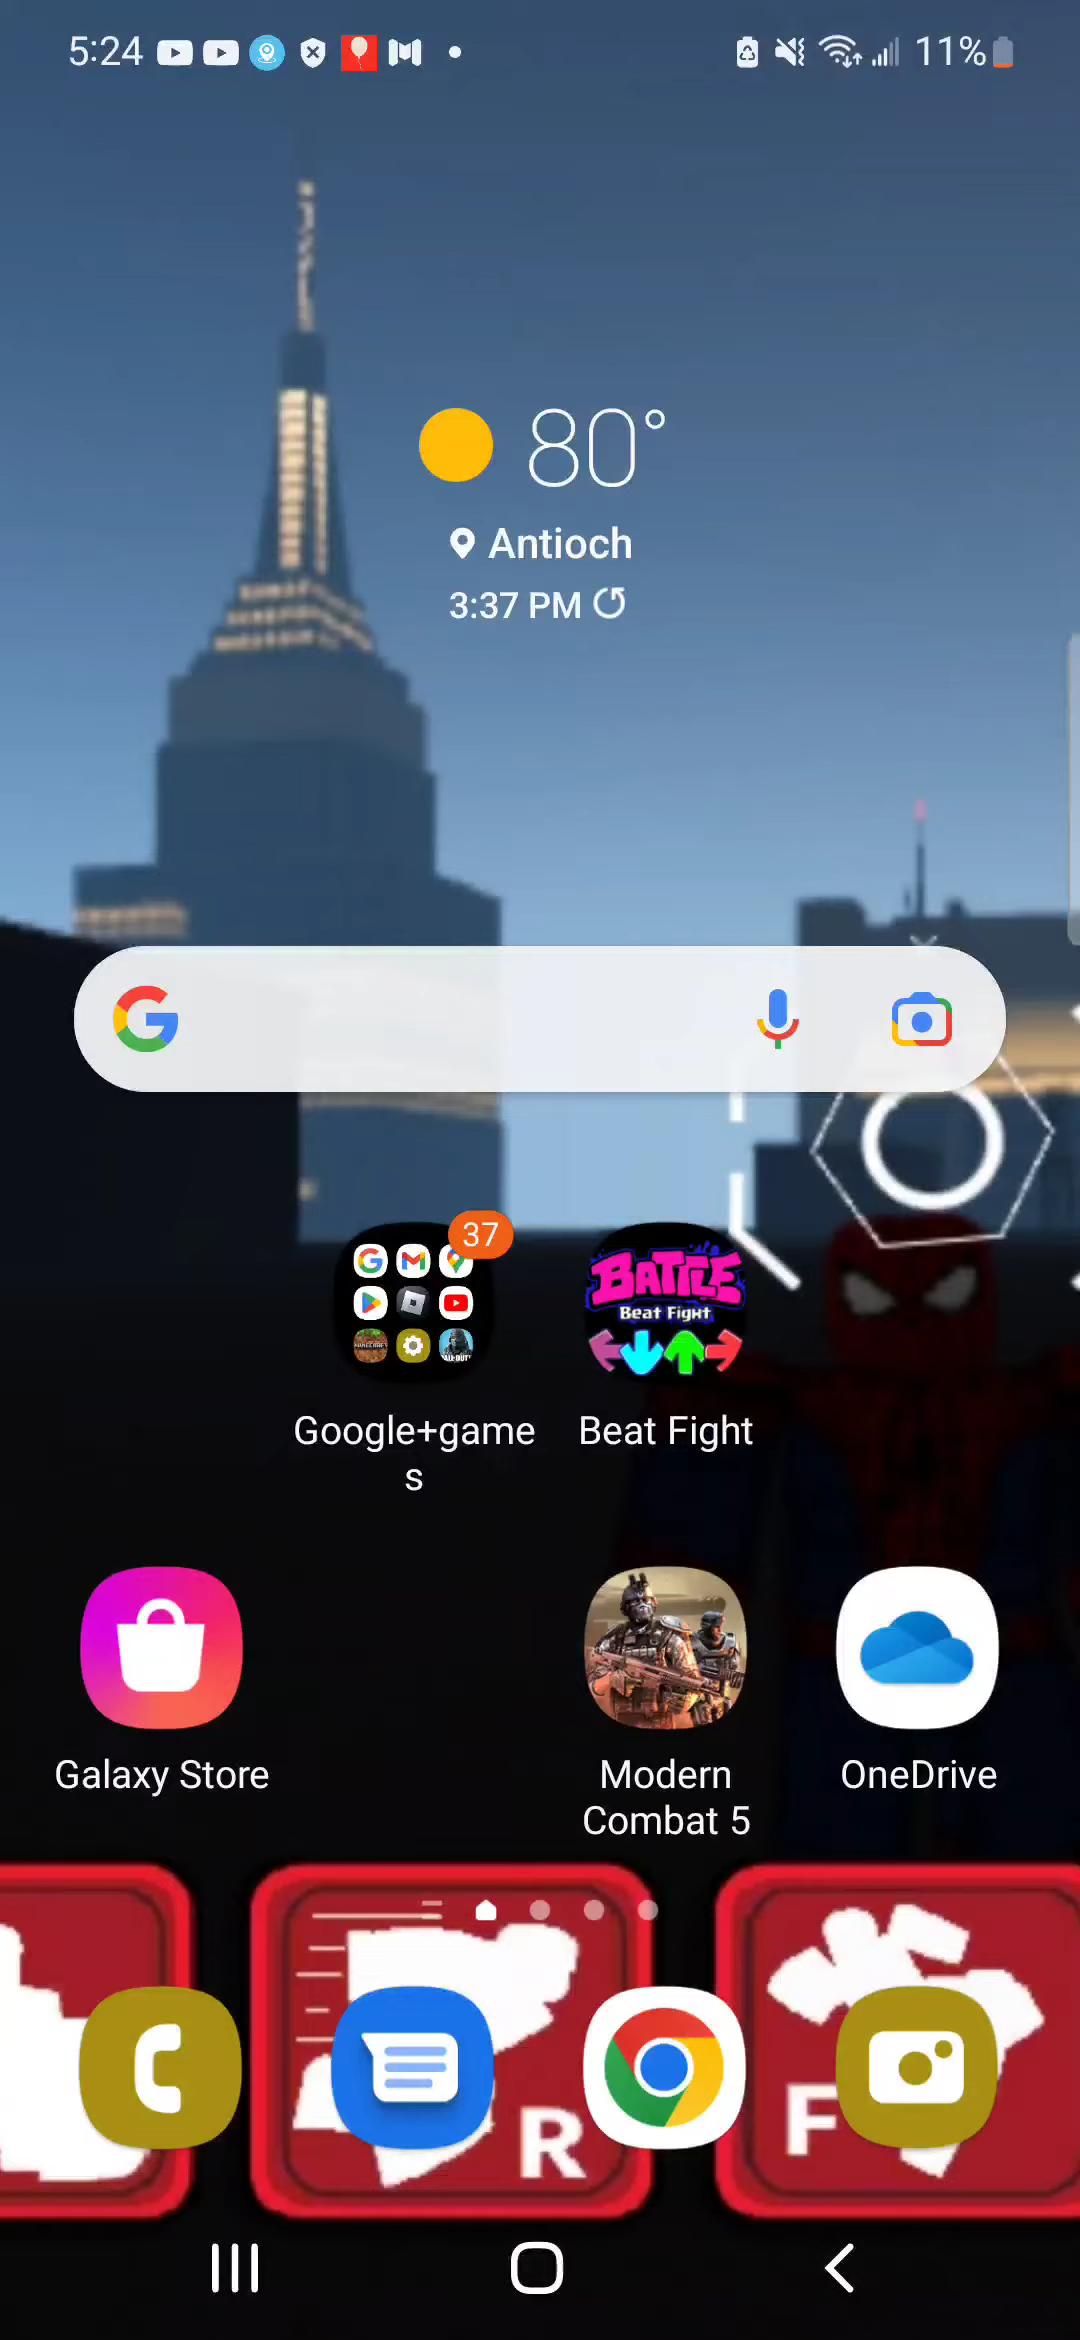 5:24
11%
80°
Antioch
3:37 PM
37
BATTLE
Beat Fight
Google+game
s
Beat Fight
Galaxy Store
Modern
Combat 5
OneDrive
R
F